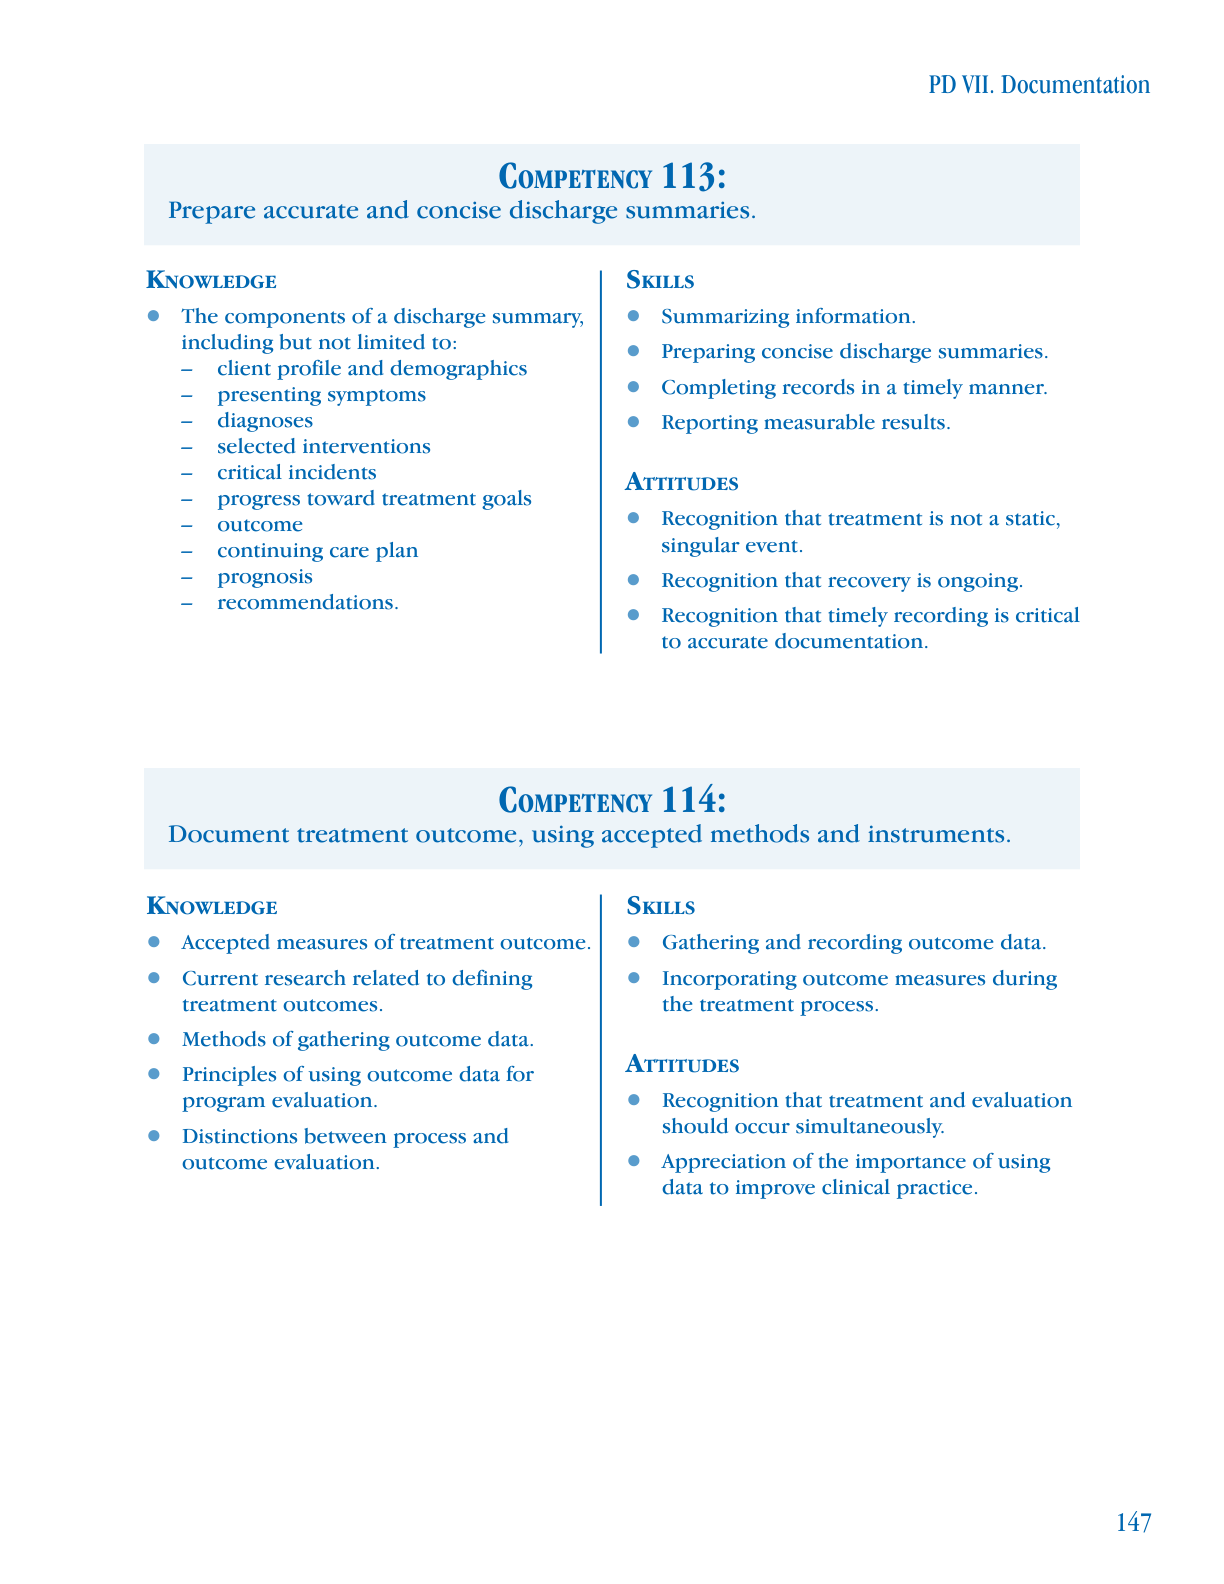 PD VII. Documentation
COMPETENCY 113:
Prepare accurate and concise discharge summaries.
KNOWLEDGE
● The components of a discharge summary,
including but not limited to:
– client profile and demographics
– presenting symptoms
– diagnoses
– selected interventions
– critical incidents
– progress toward treatment goals
– outcome
– continuing care plan
– prognosis
– recommendations.
SKILLS
● Summarizing information.
● Preparing concise discharge summaries.
● Completing records in a timely manner.
● Reporting measurable results.
ATTITUDES
● Recognition that treatment is not a static,
singular event.
● Recognition that recovery is ongoing.
● Recognition that timely recording is critical
to accurate documentation.
COMPETENCY 114:
Document treatment outcome, using accepted methods and instruments.
KNOWLEDGE
● Accepted measures of treatment outcome.
● Current research related to defining
treatment outcomes.
● Methods of gathering outcome data.
● Principles of using outcome data for
program evaluation.
● Distinctions between process and
outcome evaluation.
SKILLS
● Gathering and recording outcome data.
● Incorporating outcome measures during
the treatment process.
ATTITUDES
● Recognition that treatment and evaluation
should occur simultaneously.
● Appreciation of the importance of using
data to improve clinical practice.
147